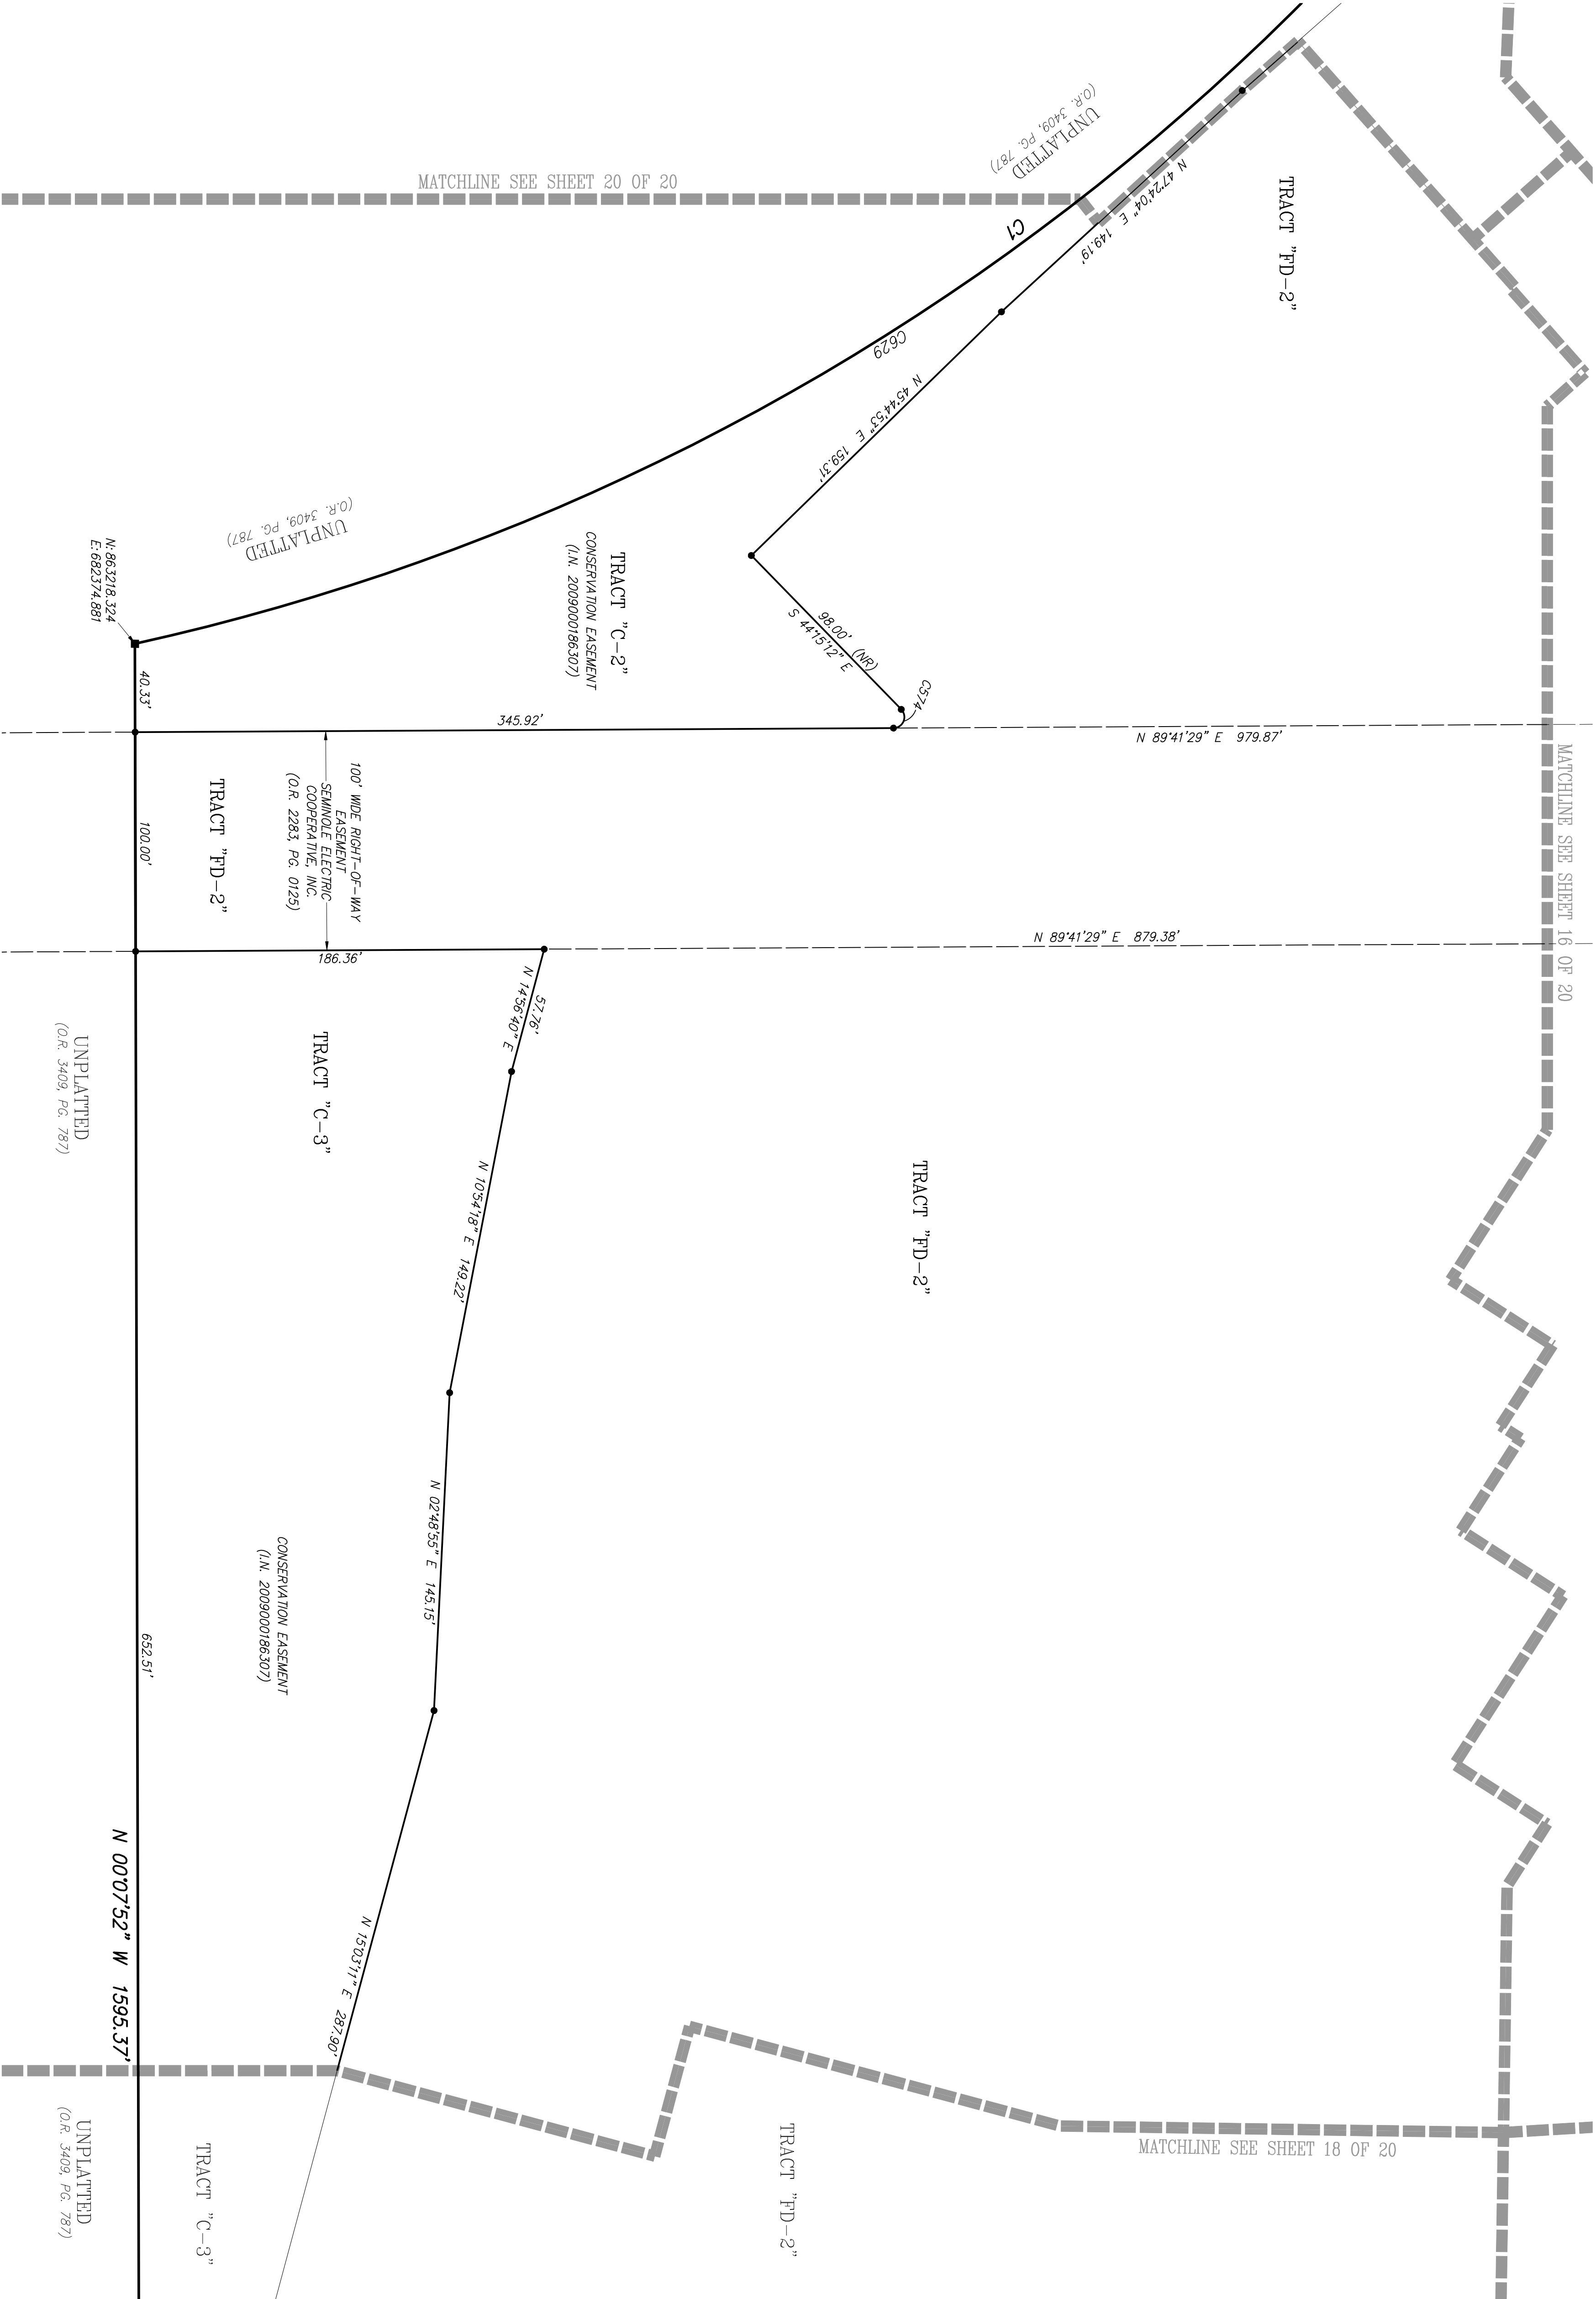 UNPLATTED
(O.R. 3409, PG. 787)
MATCHLINE SEE SHEET 20 OF 20
N 47°24'04" E 149.19'
TRACT "FD-2"
C1
C629
N 45°44'53" E 159.31'
UNPLATTED
(O.R. 3409, PG. 787)
N: 863218.324
E: 682374.881
TRACT "C-2"
CONSERVATION EASEMENT
(I.N. 2009000186307)
98.00' (NR)
S 44°15'12" E
C574
40.33'
345.92'
N 89°41'29" E 979.87'
MATCHLINE SEE SHEET 16 OF 20
100' WIDE RIGHT-OF-WAY
EASEMENT
SEMINOLE ELECTRIC
COOPERATIVE, INC.
(O.R. 2283, PG. 0125)
TRACT "FD-2"
100.00'
186.36'
N 89°41'29" E 879.38'
57.76'
N 14°56'40" E
UNPLATTED
(O.R. 3409, PG. 787)
TRACT "C-3"
N 10°54'18" E 149.22'
TRACT "FD-2"
N 02°48'55" E 145.15'
CONSERVATION EASEMENT
(I.N. 2009000186307)
652.51'
N 00°07'52" W 1595.37'
N 15°03'11" E 287.90'
UNPLATTED
(O.R. 3409, PG. 787)
TRACT "C-3"
TRACT "FD-2"
MATCHLINE SEE SHEET 18 OF 20